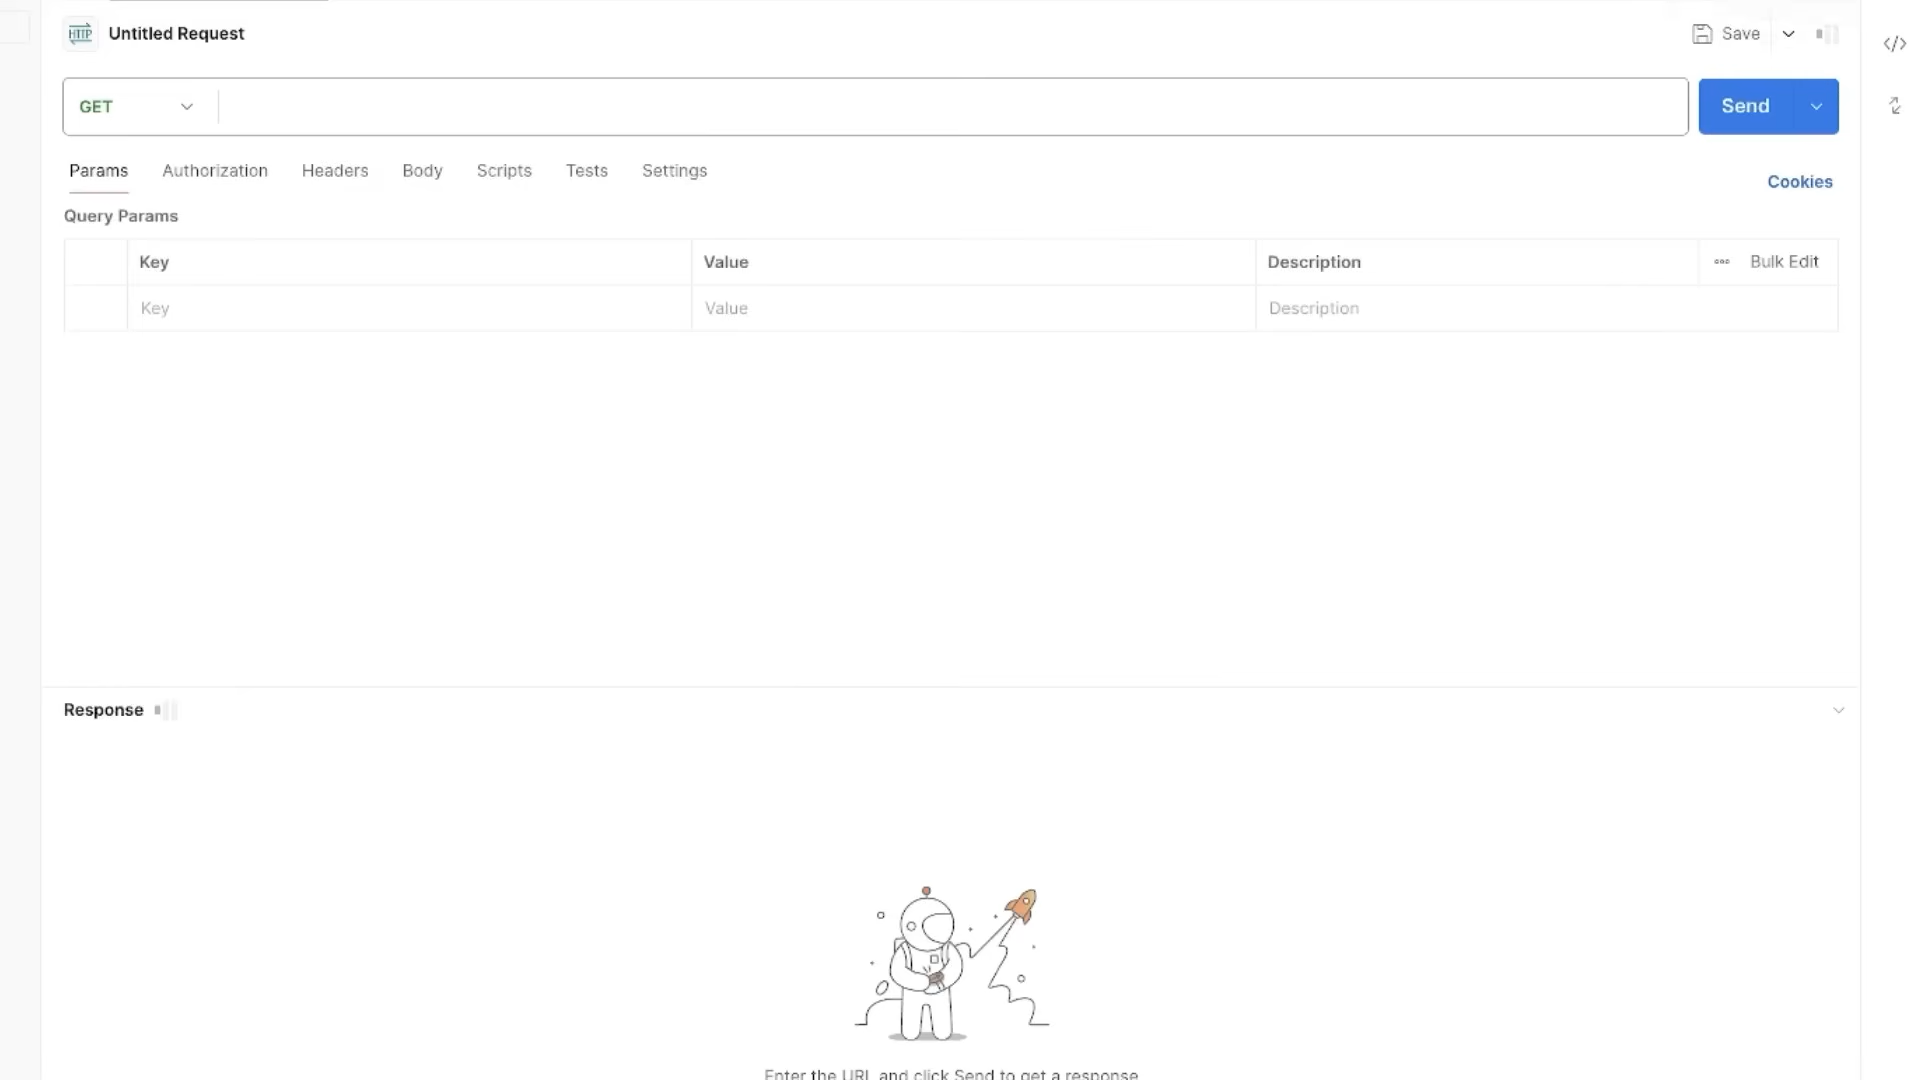 HTTP Untitled Request Save
GET Send
Params Authorization Headers Body Scripts Tests Settings Cookies
Query Params
Key Value Description Bulk Edit
Key Value Description
Response
Enter the URL and click Send to get a response